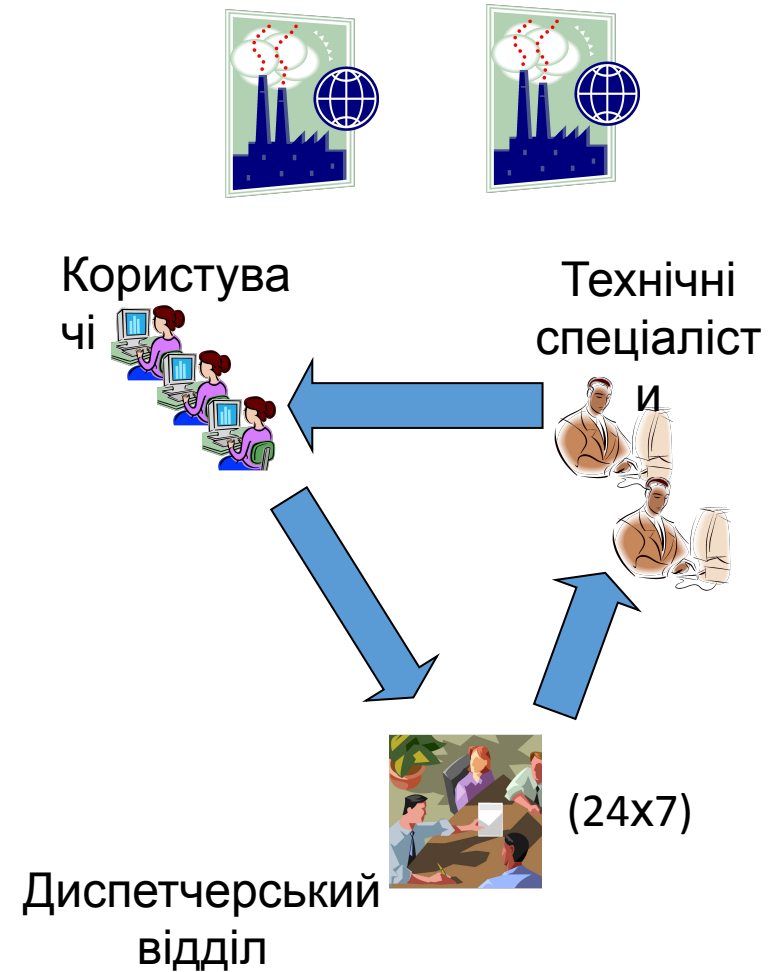 Користува
чі
Технічні
спеціаліст
и
(24x7)
Диспетчерський
відділ